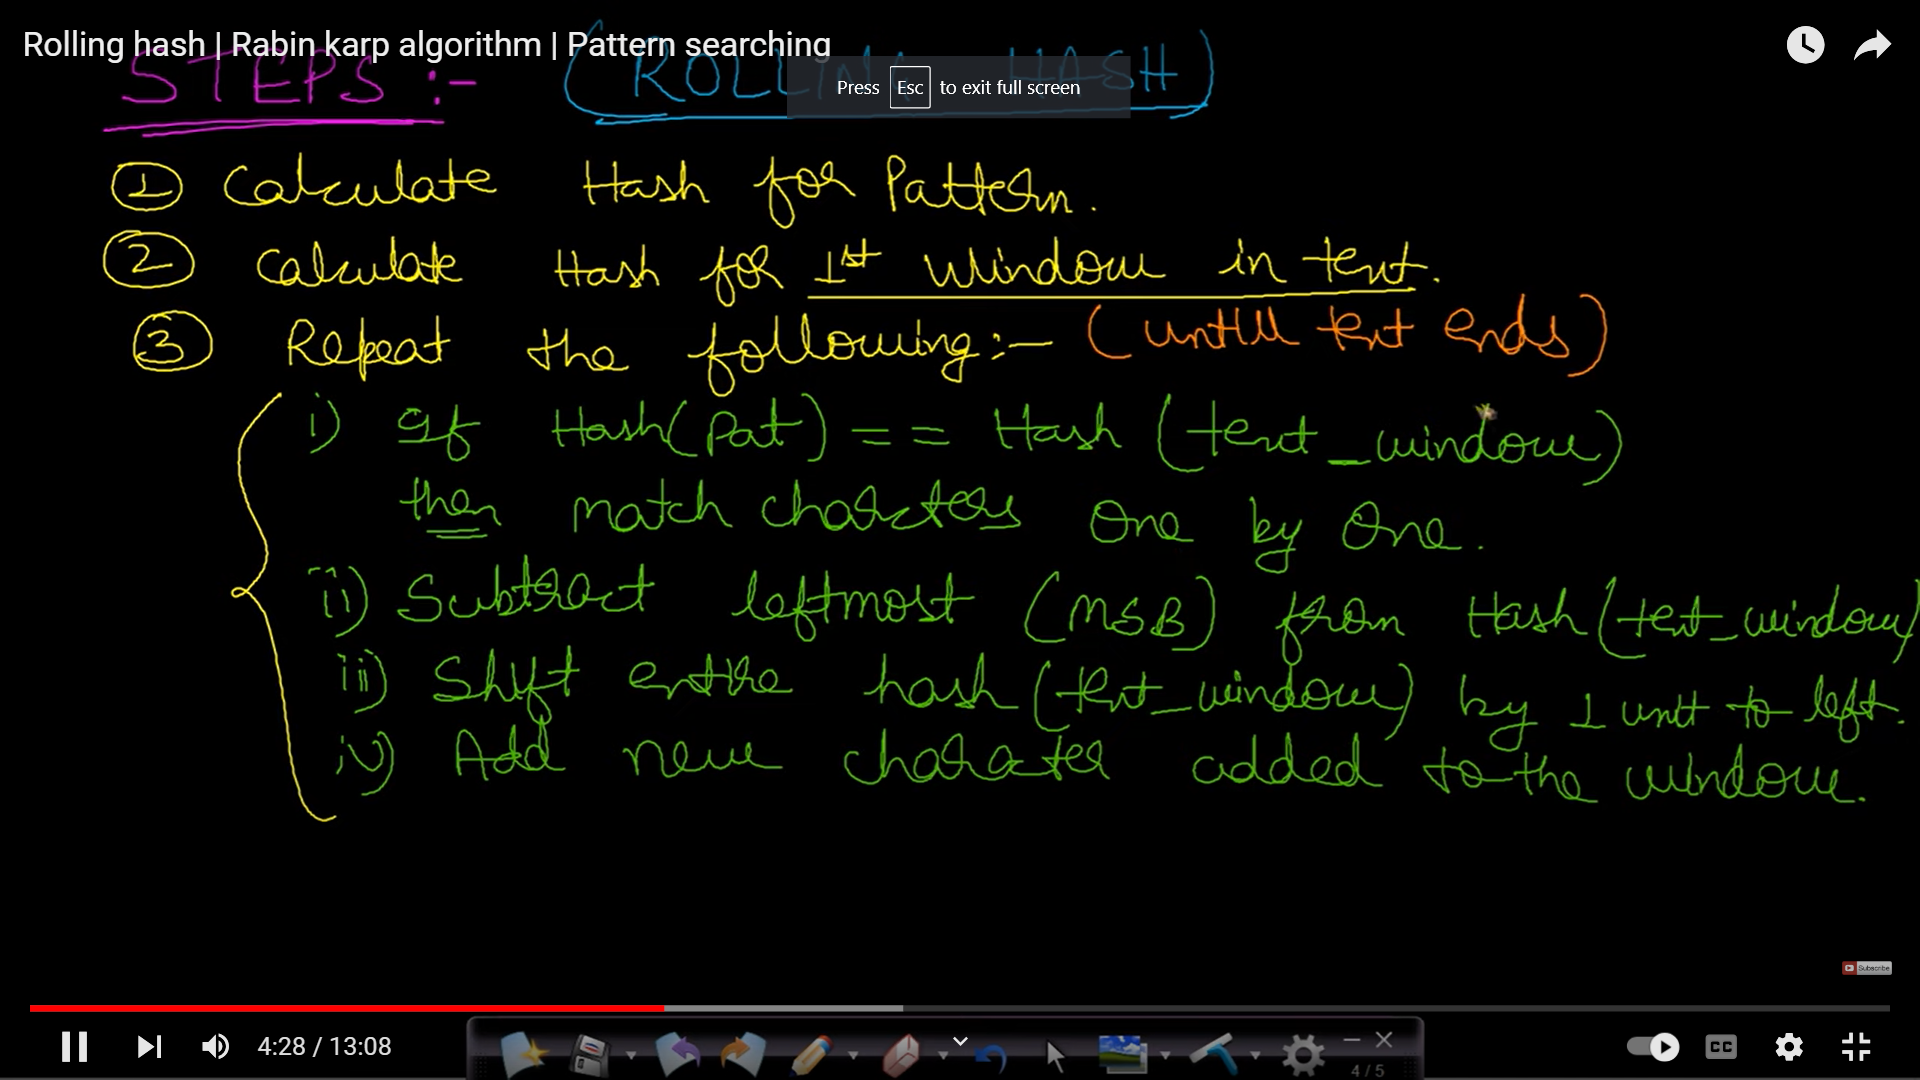 Rolling hash | Rabin karp algorithm | Pattern searching
STEPS :- (ROLLING HASH)
Press Esc to exit full screen
1 Calculate Hash for Pattern.
2 Calculate Hash for 1st window in text.
3 Repeat the following :- (untill text ends)
i) If Hash(Pat) == Hash (text_window)
then match characters one by one.
ii) Subtract leftmost (MSB) from Hash(text_window)
iii) Shift entire hash (text_window) by 1 unit to left.
iv) Add new character added to the window.
Subscribe
4:28 / 13:08
CC
4 / 5